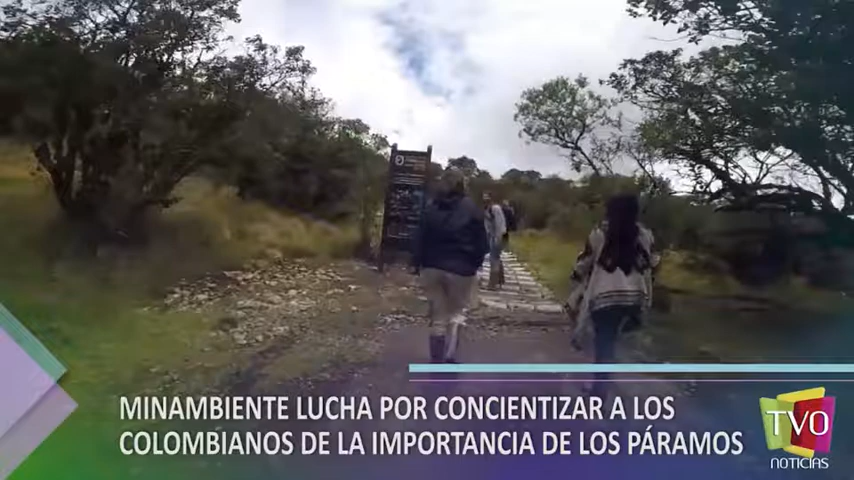 MINAMBIENTE LUCHA POR CONCIENTIZAR A LOS
COLOMBIANOS DE LA IMPORTANCIA DE LOS PÁRAMOS
TVO
NOTICIAS